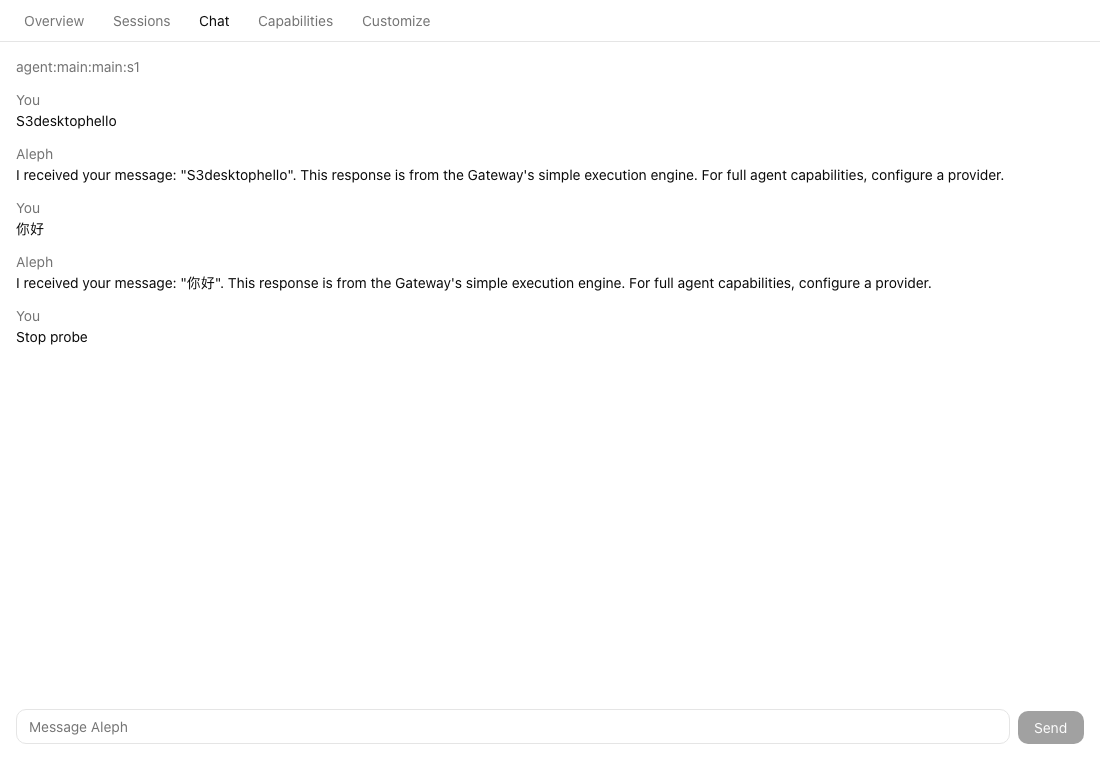 Overview Sessions Chat Capabilities Customize
agent:main:main:s1
You
S3desktophello
Aleph
I received your message: "S3desktophello". This response is from the Gateway's simple execution engine. For full agent capabilities, configure a provider.
You
你好
Aleph
I received your message: "你好". This response is from the Gateway's simple execution engine. For full agent capabilities, configure a provider.
You
Stop probe
Message Aleph Send